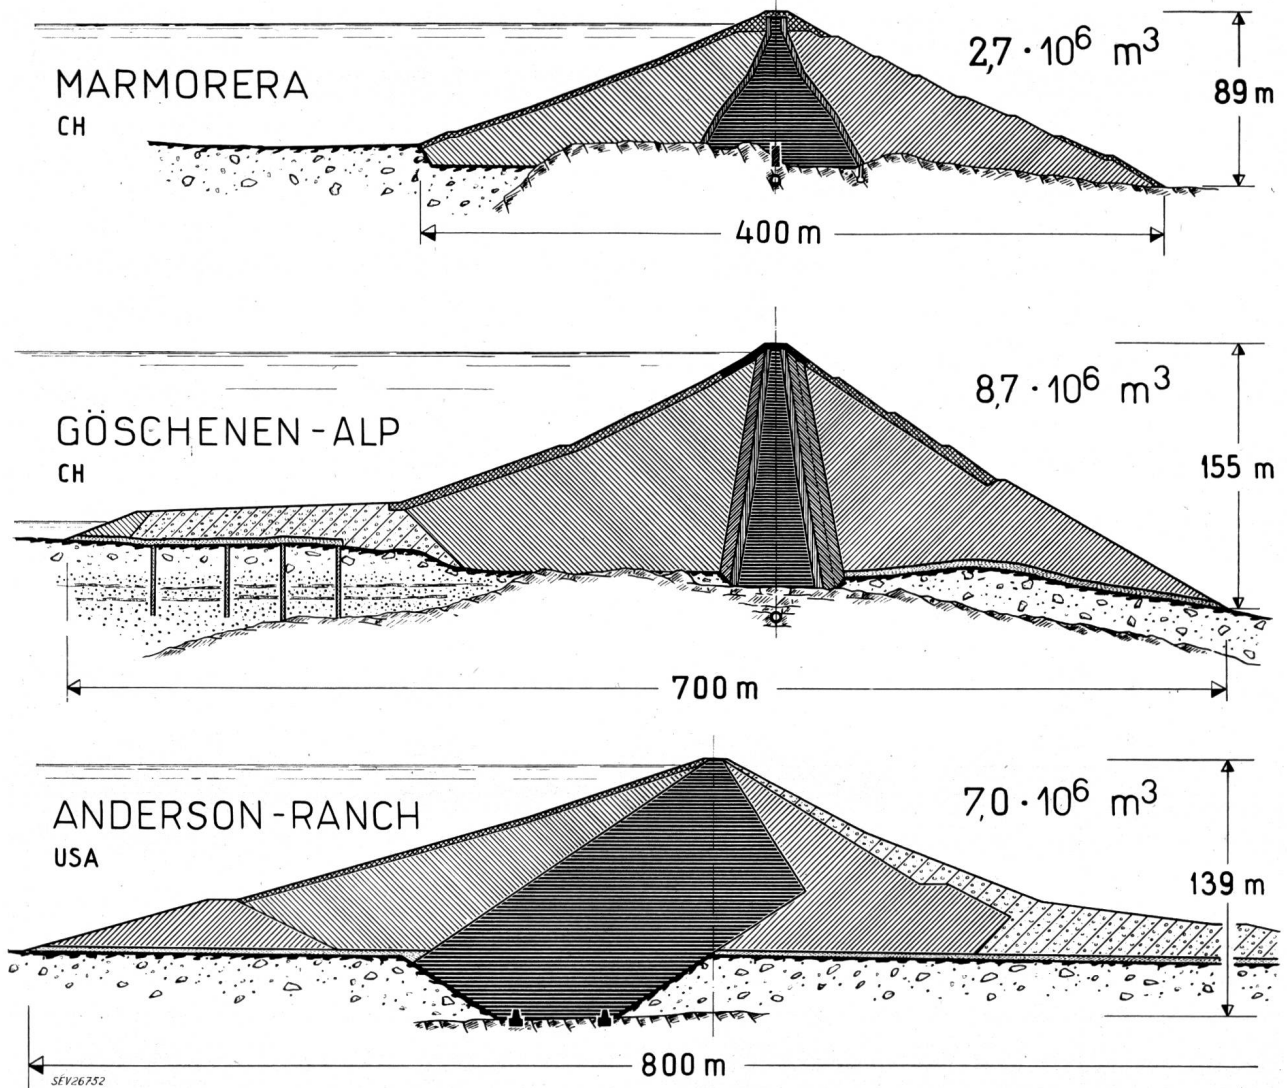 MARMORERA
CH
2,7 · 10⁶ m³
89 m
400 m
GÖSCHENEN - ALP
CH
8,7 · 10⁶ m³
155 m
700 m
ANDERSON - RANCH
USA
7,0 · 10⁶ m³
139 m
800 m
SEV26752